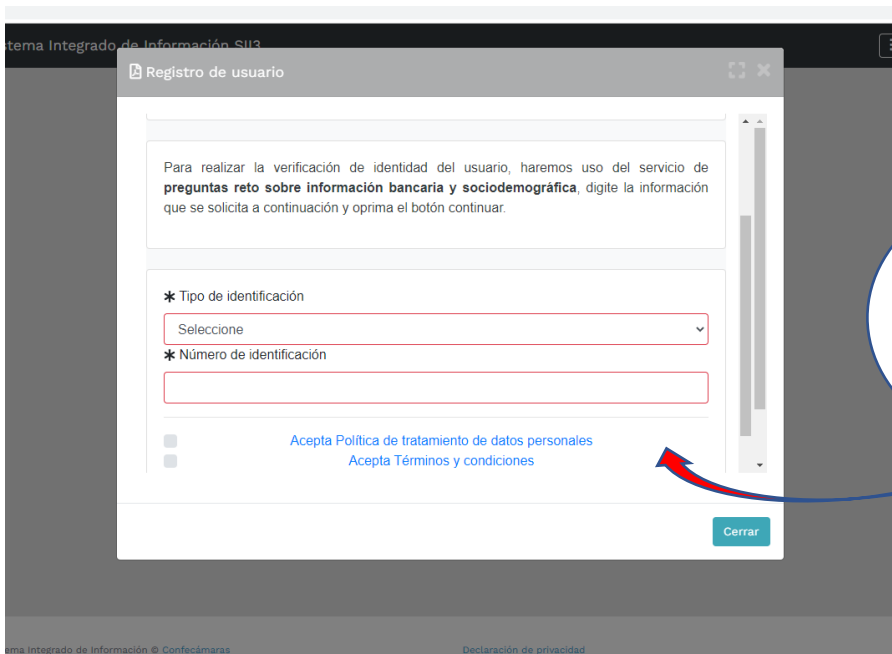 stema Integrado de Información SII3
Registro de usuario
Para realizar la verificación de identidad del usuario, haremos uso del servicio de
preguntas reto sobre información bancaria y sociodemográfica, digite la información
que se solicita a continuación y oprima el botón continuar.
* Tipo de identificación
Seleccione
* Número de identificación
Acepta Política de tratamiento de datos personales
Acepta Términos y condiciones
Cerrar
ema Integrado de Información © Confecámaras
Declaración de privacidad